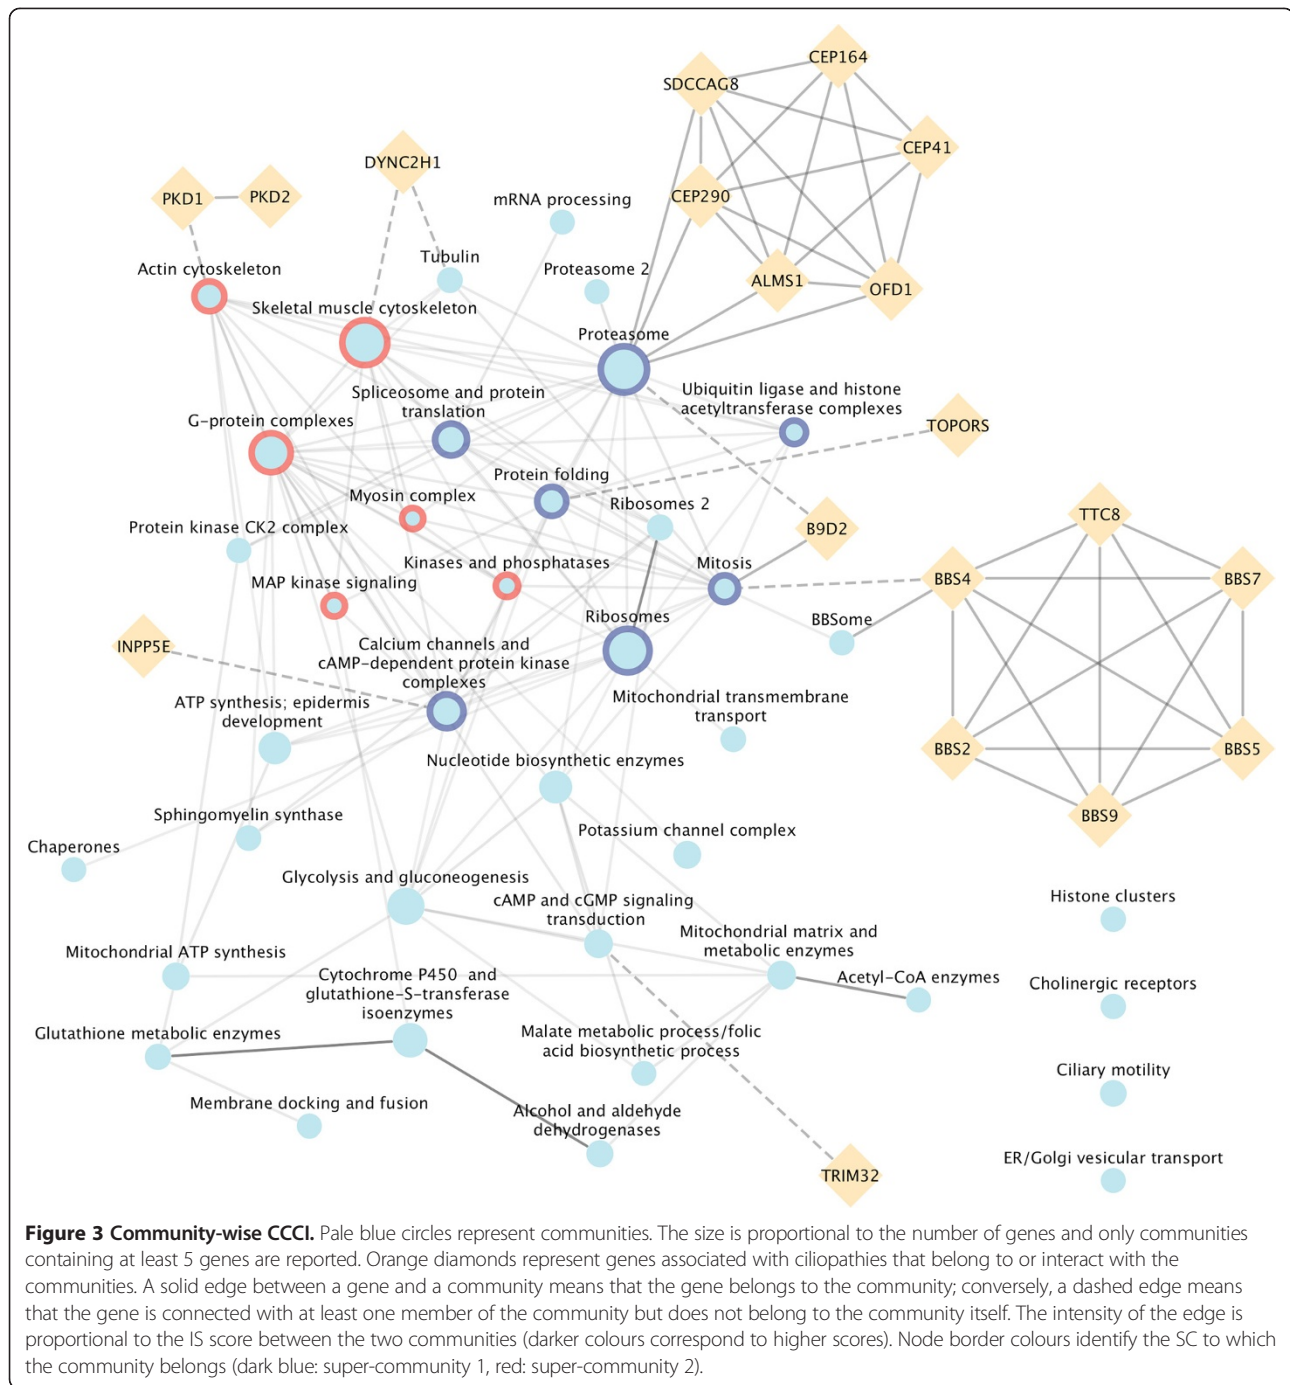 CEP164
SDCCAG8
CEP41
DYNC2H1
PKD1
PKD2
CEP290
mRNA processing
Tubulin
Actin cytoskeleton
Proteasome 2
ALMS1
OFD1
Skeletal muscle cytoskeleton
Proteasome
Spliceosome and protein
translation
Ubiquitin ligase and histone
acetyltransferase complexes
G-protein complexes
TOPORS
Protein folding
Myosin complex
Ribosomes 2
TTC8
Protein kinase CK2 complex
B9D2
Kinases and phosphatases
Mitosis
MAP kinase signaling
BBS4
BBS7
Ribosomes
BBSome
INPP5E
Calcium channels and
cAMP-dependent protein kinase
complexes
ATP synthesis; epidermis
development
Mitochondrial transmembrane
transport
BBS2
BBS5
Nucleotide biosynthetic enzymes
Sphingomyelin synthase
BBS9
Potassium channel complex
Chaperones
Glycolysis and gluconeogenesis
Histone clusters
cAMP and cGMP signaling
transduction
Mitochondrial matrix and
metabolic enzymes
Mitochondrial ATP synthesis
Acetyl-CoA enzymes
Cytochrome P450 and
glutathione-S-transferase
isoenzymes
Cholinergic receptors
Glutathione metabolic enzymes
Malate metabolic process/folic
acid biosynthetic process
Ciliary motility
Membrane docking and fusion
Alcohol and aldehyde
dehydrogenases
ER/Golgi vesicular transport
TRIM32
Figure 3 Community-wise CCCI. Pale blue circles represent communities. The size is proportional to the number of genes and only communities
containing at least 5 genes are reported. Orange diamonds represent genes associated with ciliopathies that belong to or interact with the
communities. A solid edge between a gene and a community means that the gene belongs to the community; conversely, a dashed edge means
that the gene is connected with at least one member of the community but does not belong to the community itself. The intensity of the edge is
proportional to the IS score between the two communities (darker colours correspond to higher scores). Node border colours identify the SC to which
the community belongs (dark blue: super-community 1, red: super-community 2).